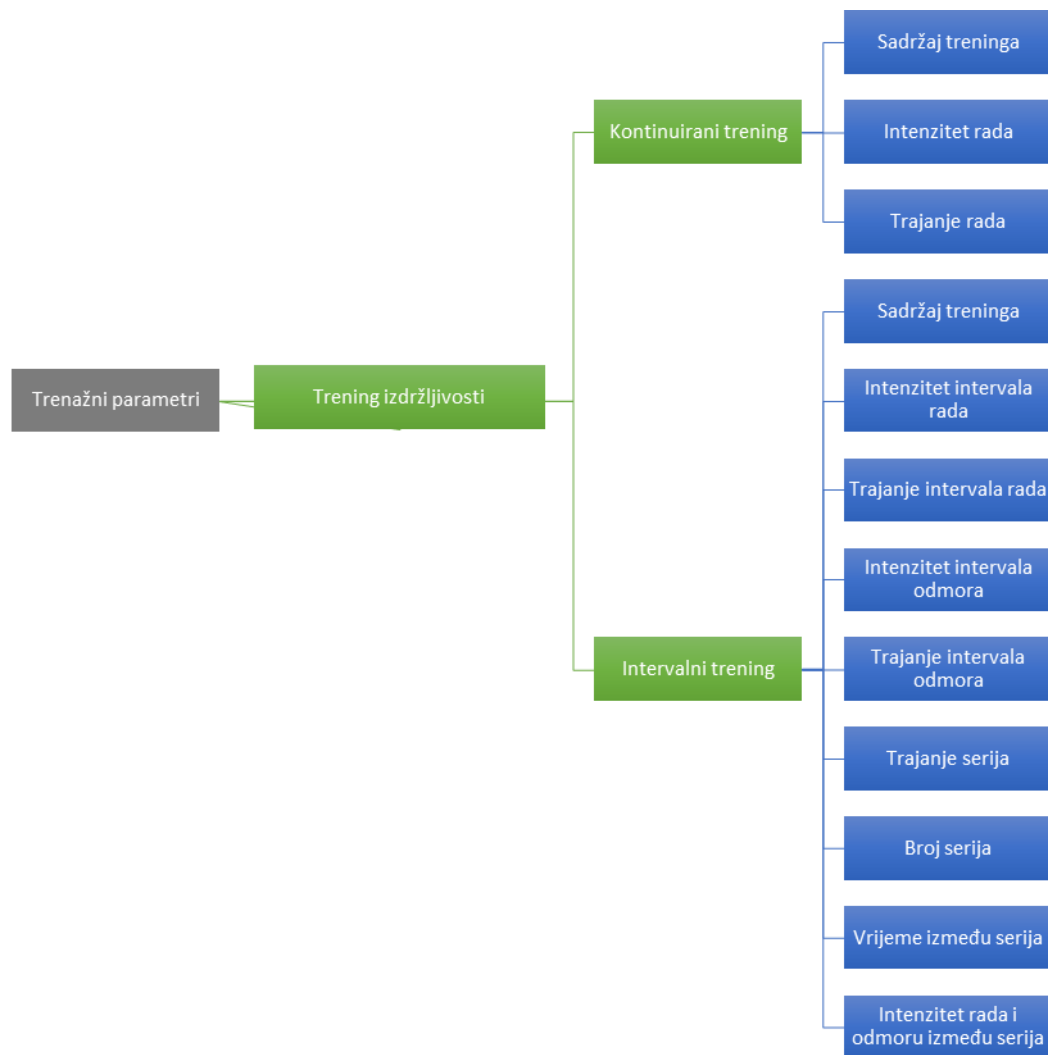 Trenažni parametri
Trening izdržljivosti
Kontinuirani trening
Sadržaj treninga
Intenzitet rada
Trajanje rada
Intervalni trening
Sadržaj treninga
Intenzitet intervala
rada
Trajanje intervala rada
Intenzitet intervala
odmora
Trajanje intervala
odmora
Trajanje serija
Broj serija
Vrijeme između serija
Intenzitet rada i
odmoru između serija